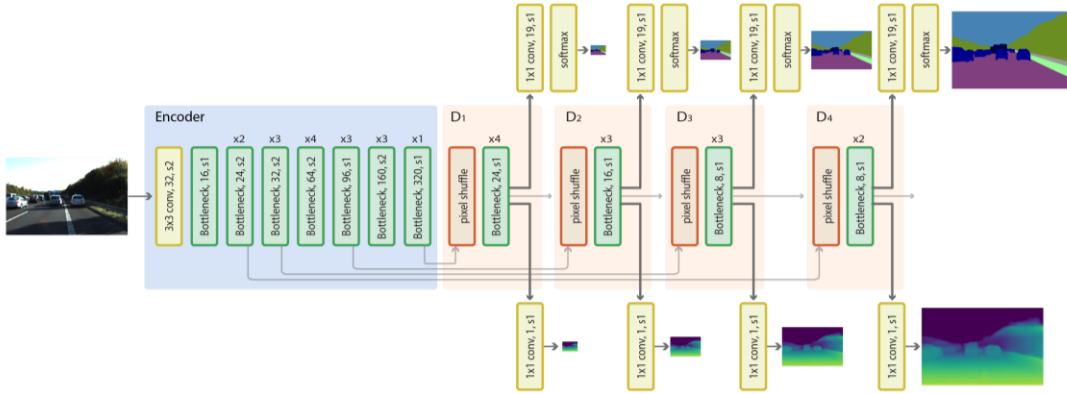 1x1 conv, 19, s1
softmax
1x1 conv, 19, s1
softmax
1x1 conv, 19, s1
softmax
1x1 conv, 19, s1
softmax
Encoder
3x3 conv, 32, s2
Bottleneck, 16, s1
x2
Bottleneck, 24, s2
x3
Bottleneck, 32, s2
x4
Bottleneck, 64, s2
x3
Bottleneck, 96, s1
x3
Bottleneck, 160, s2
x1
Bottleneck, 320, s1
D1
pixel shuffle
x4
Bottleneck, 24, s1
D2
pixel shuffle
x3
Bottleneck, 16, s1
D3
pixel shuffle
x3
Bottleneck, 8, s1
D4
pixel shuffle
x2
Bottleneck, 8, s1
1x1 conv, 1, s1
1x1 conv, 1, s1
1x1 conv, 1, s1
1x1 conv, 1, s1